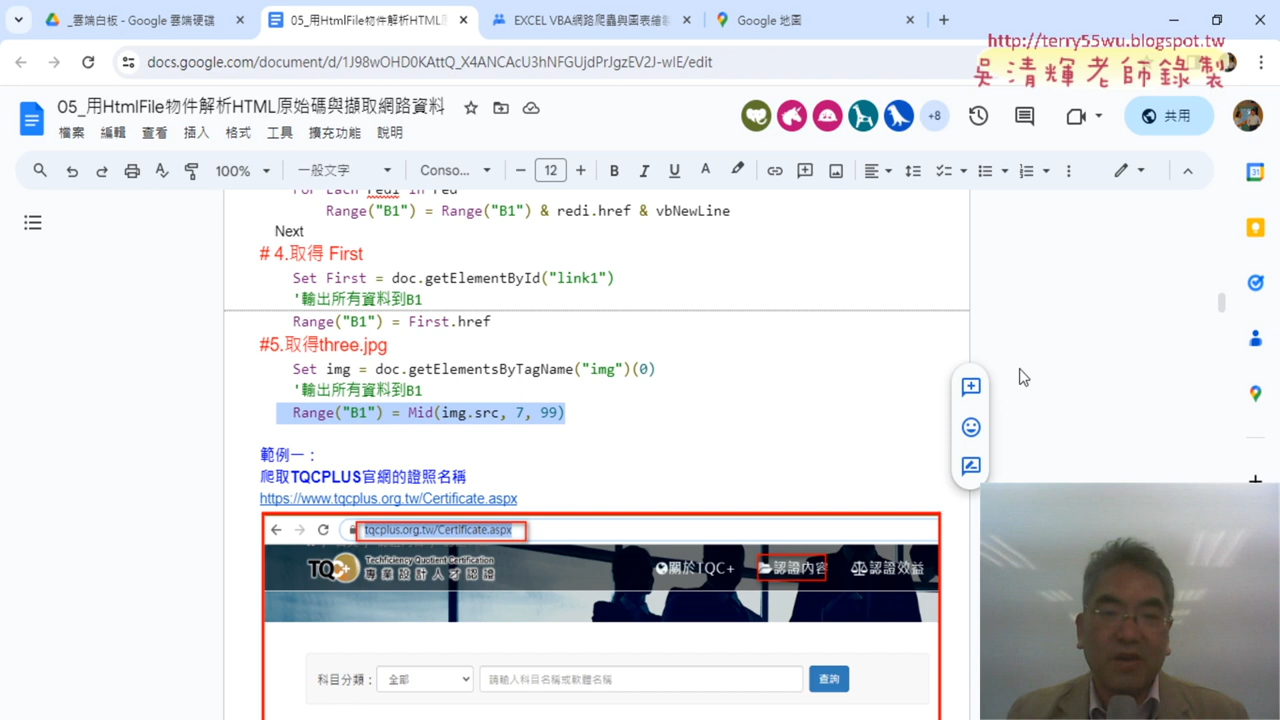 _雲端白板 - Google 雲端硬碟
05_用HtmlFile物件解析HTML原
EXCEL VBA網路爬蟲與圖表繪
Google 地圖
http://terry55wu.blogspot.tw
docs.google.com/document/d/1J98wOHD0KAttQ_X4ANCAcU3hNFGUjdPrJgzEV2J-wIE/edit
吳清輝老師錄製
05_用HtmlFile物件解析HTML原始碼與擷取網路資料
+8
共用
檔案 編輯 查看 插入 格式 工具 擴充功能 說明
100% 一般文字 Conso... 12 B I U A
For Each redi In red
Range("B1") = Range("B1") & redi.href & vbNewLine
Next
# 4.取得 First
Set First = doc.getElementById("link1")
'輸出所有資料到B1
Range("B1") = First.href
#5.取得three.jpg
Set img = doc.getElementsByTagName("img")(0)
'輸出所有資料到B1
Range("B1") = Mid(img.src, 7, 99)
範例一：
爬取TQCPLUS官網的證照名稱
https://www.tqcplus.org.tw/Certificate.aspx
tqcplus.org.tw/Certificate.aspx
TQC+ Techficiency Quotient Certification
專業設計人才認證
關於TQC+ 認證內容 認證效益
科目分類： 全部 請輸入科目名稱或軟體名稱 查詢